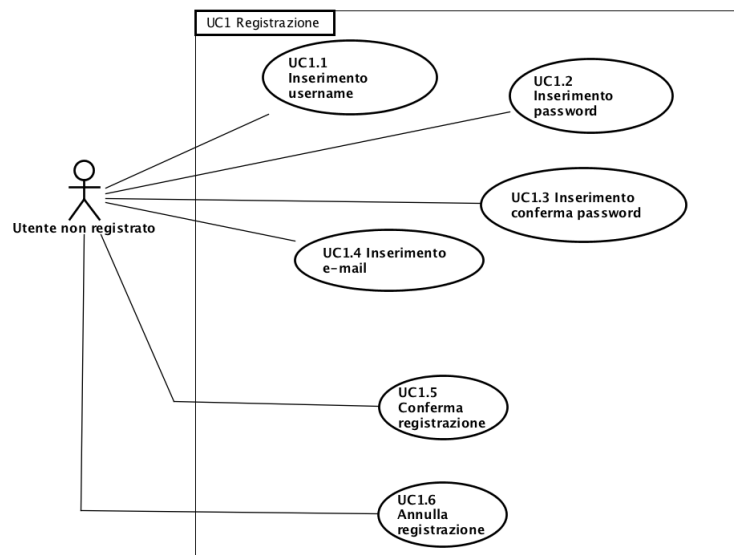 UC1 Registrazione
UC1.1
Inserimento
username
UC1.2
Inserimento
password
UC1.3 Inserimento
conferma password
Utente non registrato
UC1.4 Inserimento
e-mail
UC1.5
Conferma
registrazione
UC1.6
Annulla
registrazione